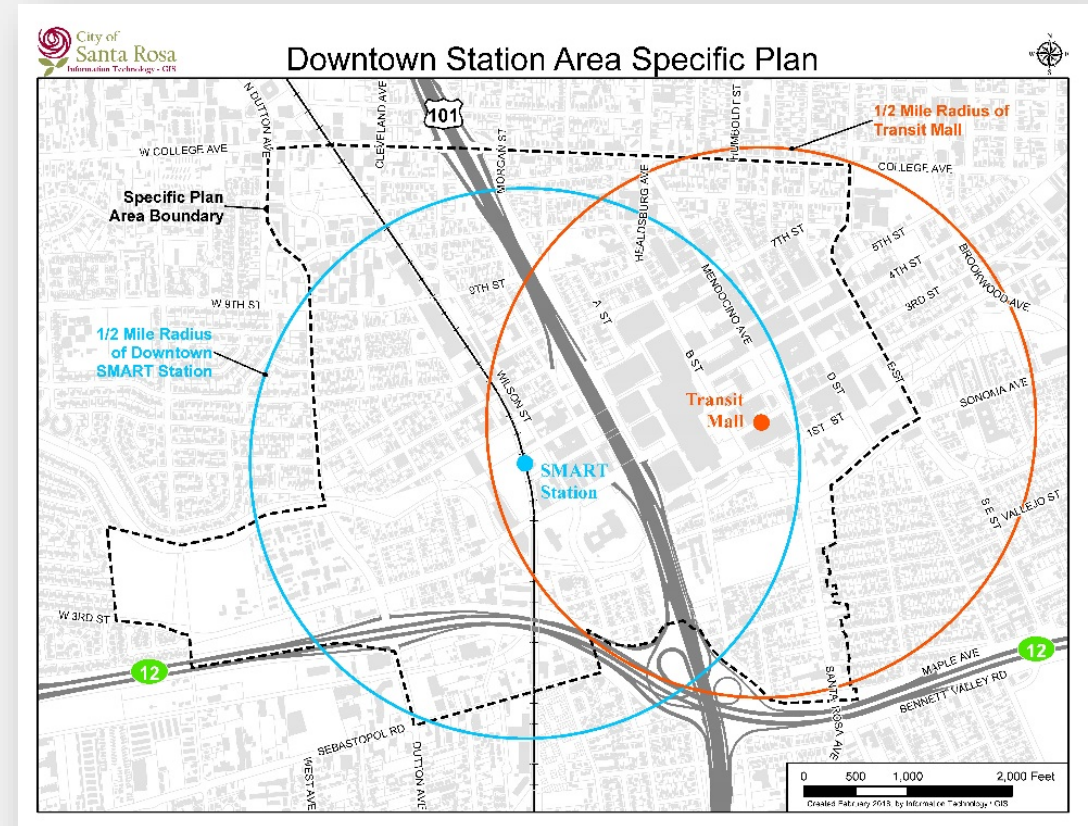 City of
Santa Rosa
Information Technology - GIS
Downtown Station Area Specific Plan
N
W
E
S
101
N DUTTON AVE
CLEVELAND AVE
MORGAN ST
HUMBOLDT ST
1/2 Mile Radius of
Transit Mall
W COLLEGE AVE
COLLEGE AVE
Specific Plan
Area Boundary
HEALDSBURG AVE
7TH ST
5TH ST
4TH ST
3RD ST
BROOKWOOD AVE
MENDOCINO AVE
9TH ST
W 9TH ST
A ST
1/2 Mile Radius
of Downtown
SMART Station
B ST
D ST
E ST
WILSON ST
SONOMA AVE
Transit
Mall
1ST ST
SMART
Station
S E ST
VALLEJO ST
W 3RD ST
12
12
MAPLE AVE
BENNETT VALLEY RD
SANTA ROSA AVE
SEBASTOPOL RD
WEST AVE
DUTTON AVE
0 500 1,000 2,000 Feet
Created February 2018, by Information Technology - GIS